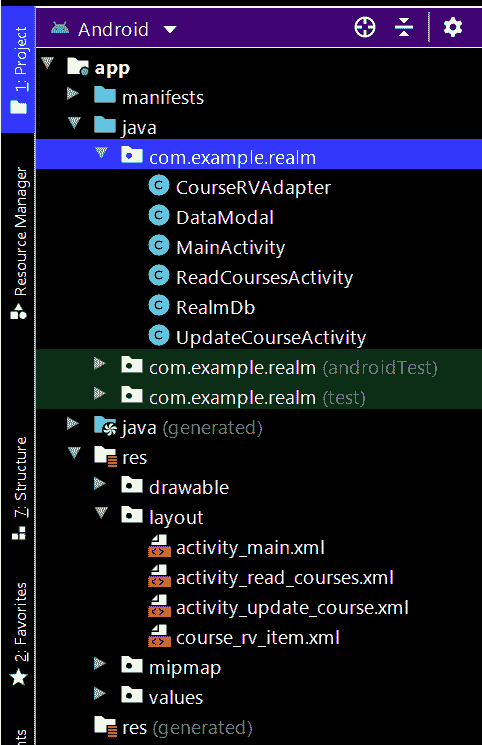 Android
app
manifests
java
com.example.realm
CourseRVAdapter
DataModal
MainActivity
ReadCoursesActivity
RealmDb
UpdateCourseActivity
com.example.realm (androidTest)
com.example.realm (test)
java (generated)
res
drawable
layout
activity_main.xml
activity_read_courses.xml
activity_update_course.xml
course_rv_item.xml
mipmap
values
res (generated)
1: Project
Resource Manager
7: Structure
2: Favorites